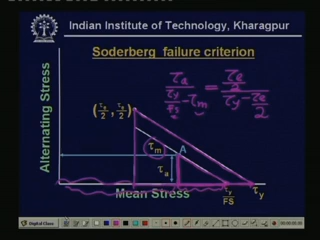 Indian Institute of Technology, Kharagpur
Soderberg failure criterion
Alternating Stress
τa / (τy/FS - τm) = (τe/2) / (τy - τe/2)
(τe/2 , τe/2)
τm
A
τa
τy/FS
τy
Mean Stress